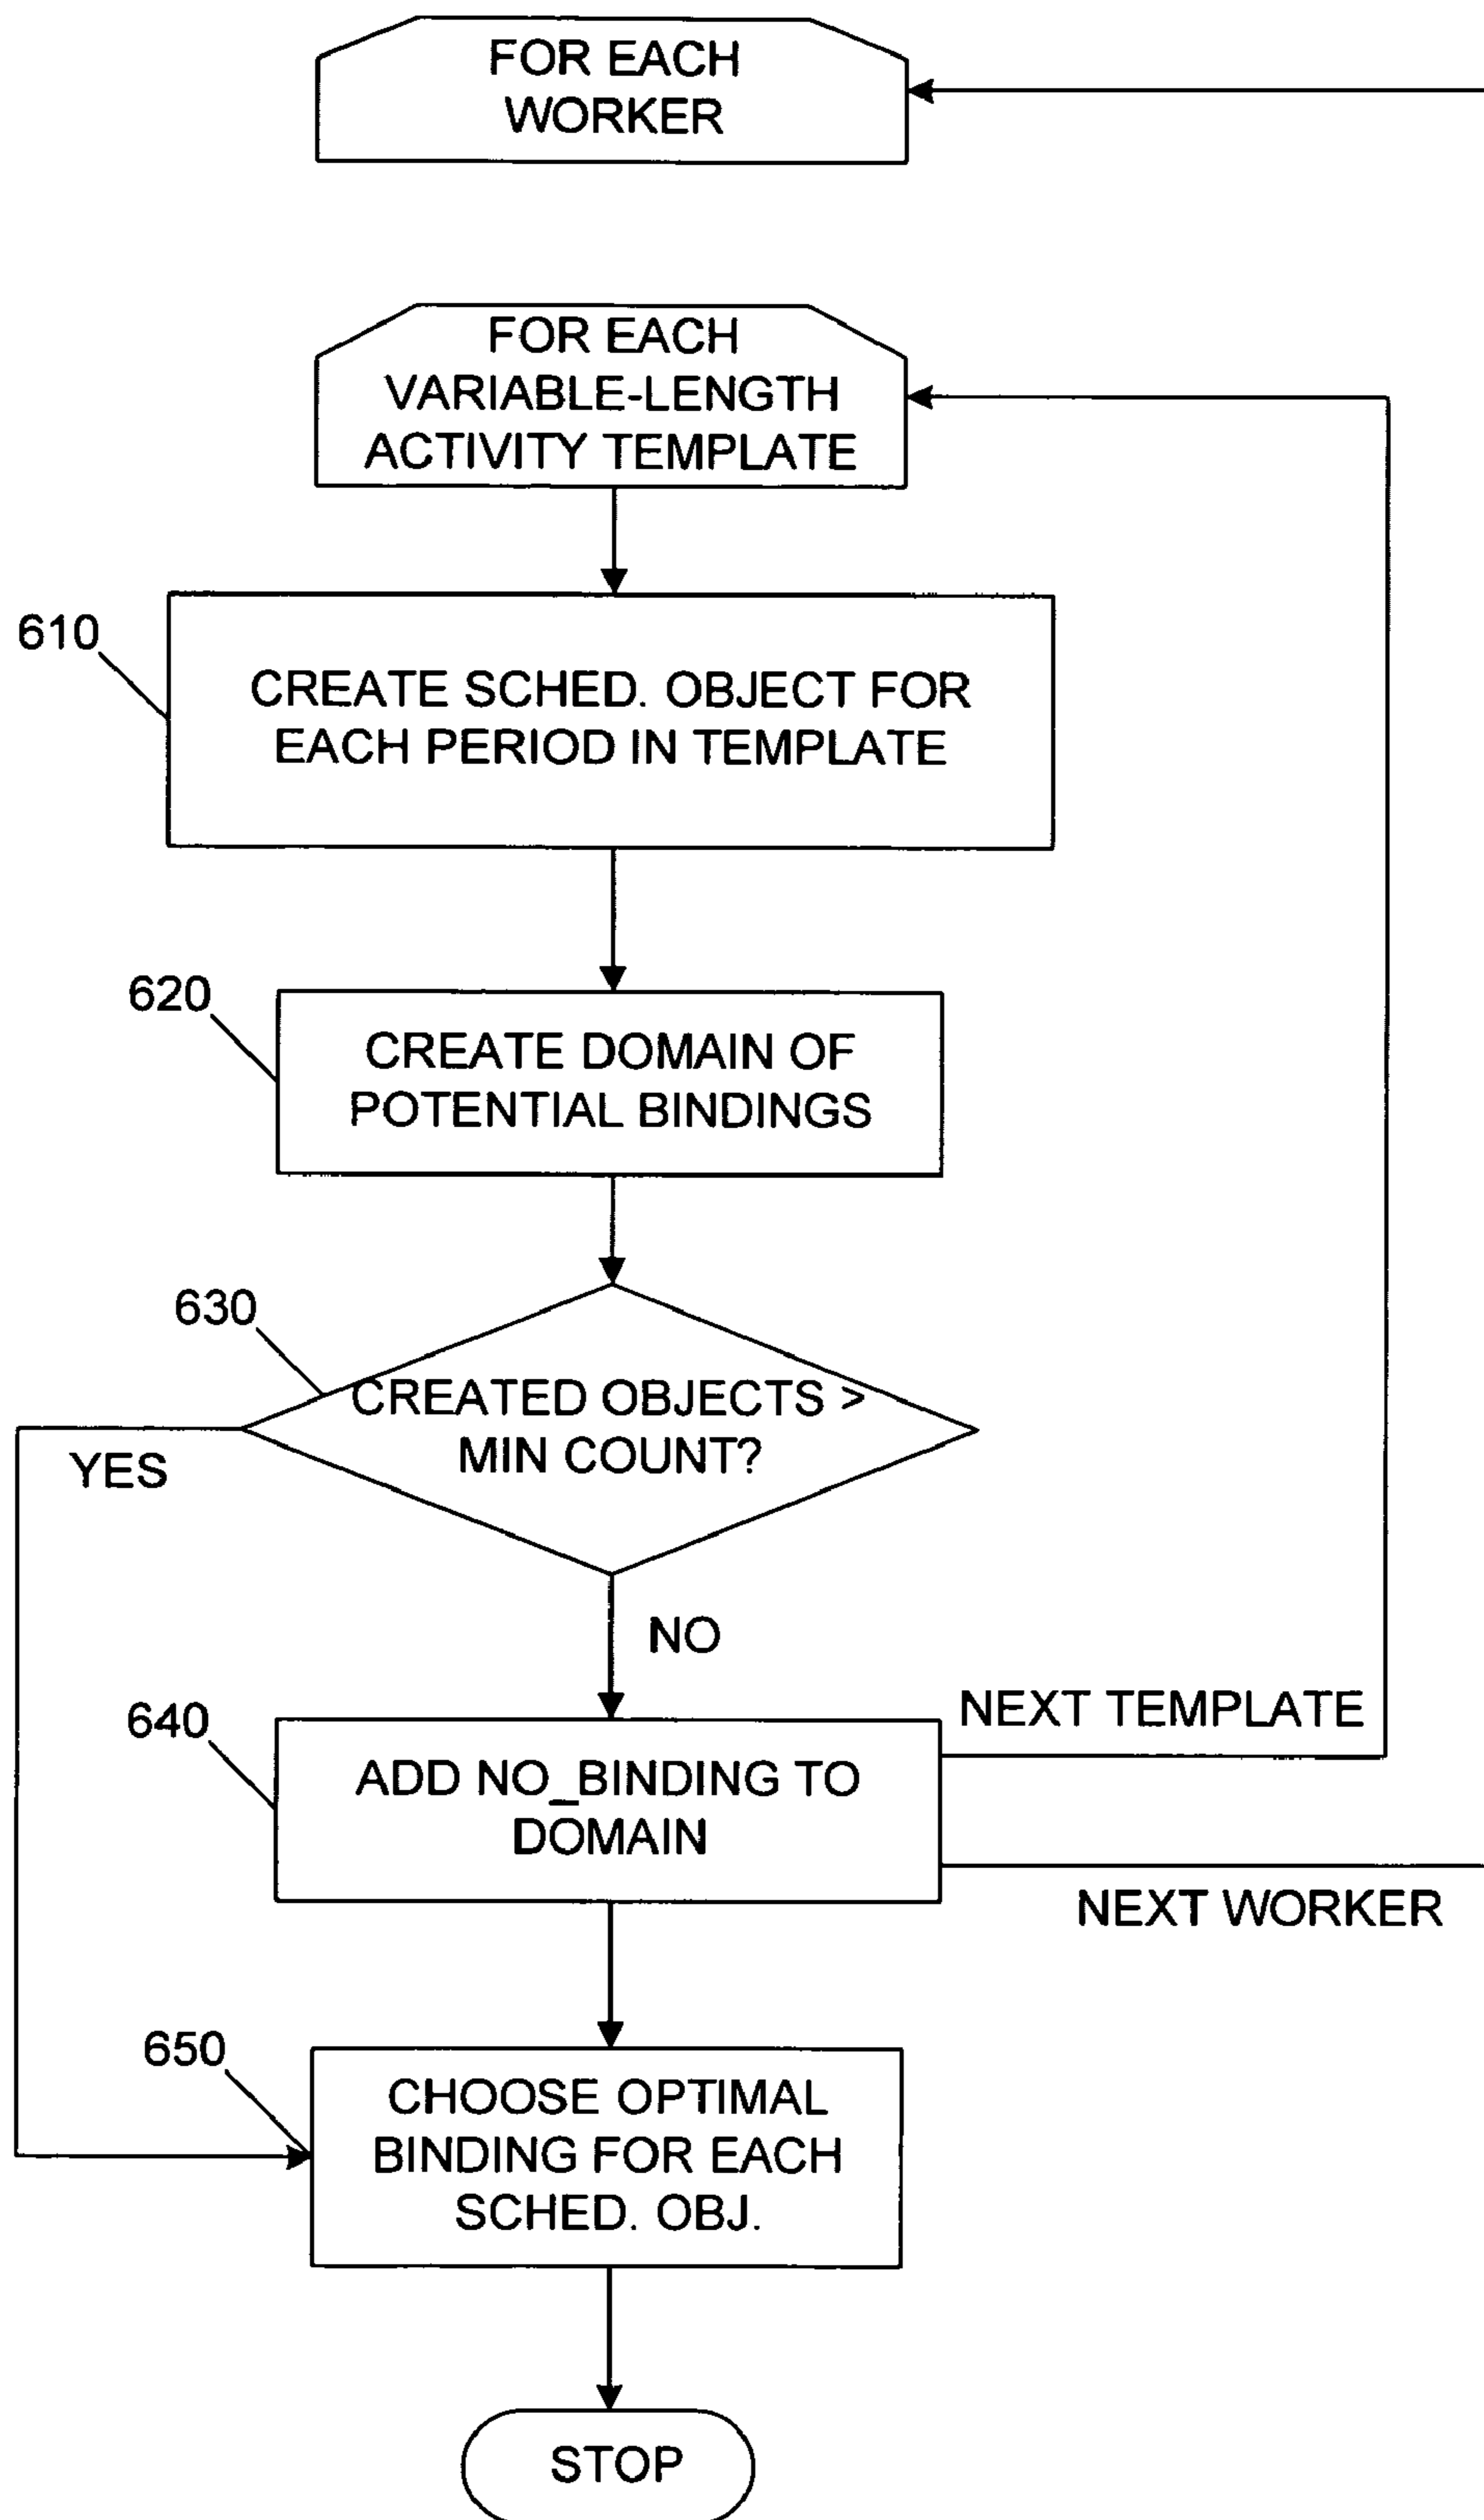 FOR EACH
WORKER
FOR EACH
VARIABLE-LENGTH
ACTIVITY TEMPLATE
610
CREATE SCHED. OBJECT FOR
EACH PERIOD IN TEMPLATE
620
CREATE DOMAIN OF
POTENTIAL BINDINGS
630
CREATED OBJECTS >
MIN COUNT?
YES
NO
NEXT TEMPLATE
640
ADD NO_BINDING TO
DOMAIN
NEXT WORKER
650
CHOOSE OPTIMAL
BINDING FOR EACH
SCHED. OBJ.
STOP